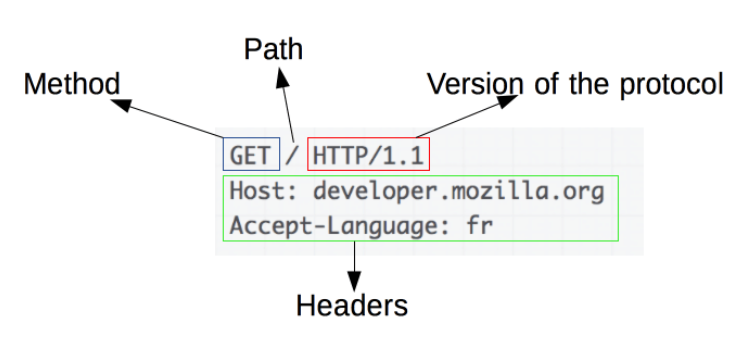 Path
Method
Version of the protocol
GET / HTTP/1.1
Host: developer.mozilla.org
Accept-Language: fr
Headers